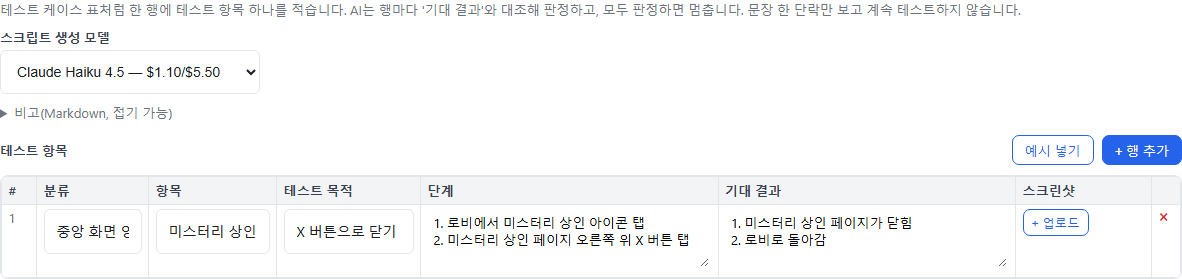 테스트 케이스 표처럼 한 행에 테스트 항목 하나를 적습니다. AI는 행마다 '기대 결과'와 대조해 판정하고, 모두 판정하면 멈춥니다. 문장 한 단락만 보고 계속 테스트하지 않습니다.
스크립트 생성 모델
Claude Haiku 4.5 — $1.10/$5.50
비고(Markdown, 접기 가능)
테스트 항목
예시 넣기
+ 행 추가
# 분류 항목 테스트 목적 단계 기대 결과 스크린샷
1 중앙 화면 미스터리 상인 X 버튼으로 닫기
1. 로비에서 미스터리 상인 아이콘 탭
2. 미스터리 상인 페이지 오른쪽 위 X 버튼 탭
1. 미스터리 상인 페이지가 닫힘
2. 로비로 돌아감
+ 업로드
×